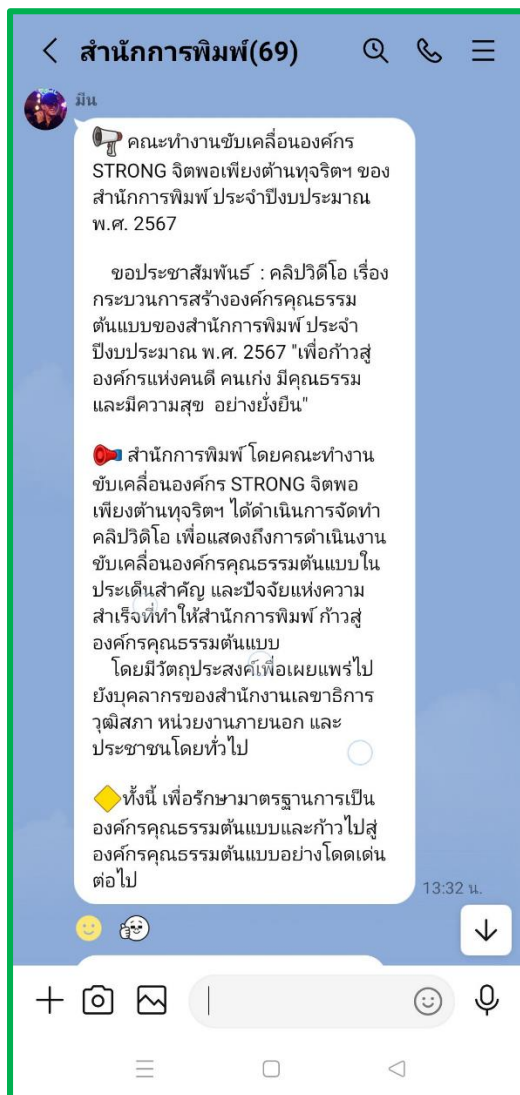 สำนักการพิมพ์(69)
มีน
คณะทำงานขับเคลื่อนองค์กร
STRONG จิตพอเพียงต้านทุจริตฯ ของ
สำนักการพิมพ์ ประจำปีงบประมาณ
พ.ศ. 2567
ขอประชาสัมพันธ์ : คลิปวิดีโอ เรื่อง
กระบวนการสร้างองค์กรคุณธรรม
ต้นแบบของสำนักการพิมพ์ ประจำ
ปีงบประมาณ พ.ศ. 2567 "เพื่อก้าวสู่
องค์กรแห่งคนดี คนเก่ง มีคุณธรรม
และมีความสุข อย่างยั่งยืน"
สำนักการพิมพ์ โดยคณะทำงาน
ขับเคลื่อนองค์กร STRONG จิตพอ
เพียงต้านทุจริตฯ ได้ดำเนินการจัดทำ
คลิปวิดิโอ เพื่อแสดงถึงการดำเนินงาน
ขับเคลื่อนองค์กรคุณธรรมต้นแบบใน
ประเด็นสำคัญ และปัจจัยแห่งความ
สำเร็จที่ทำให้สำนักการพิมพ์ ก้าวสู่
องค์กรคุณธรรมต้นแบบ
โดยมีวัตถุประสงค์เพื่อเผยแพร่ไป
ยังบุคลากรของสำนักงานเลขาธิการ
วุฒิสภา หน่วยงานภายนอก และ
ประชาชนโดยทั่วไป
ทั้งนี้ เพื่อรักษามาตรฐานการเป็น
องค์กรคุณธรรมต้นแบบและก้าวไปสู่
องค์กรคุณธรรมต้นแบบอย่างโดดเด่น
ต่อไป
13:32 น.